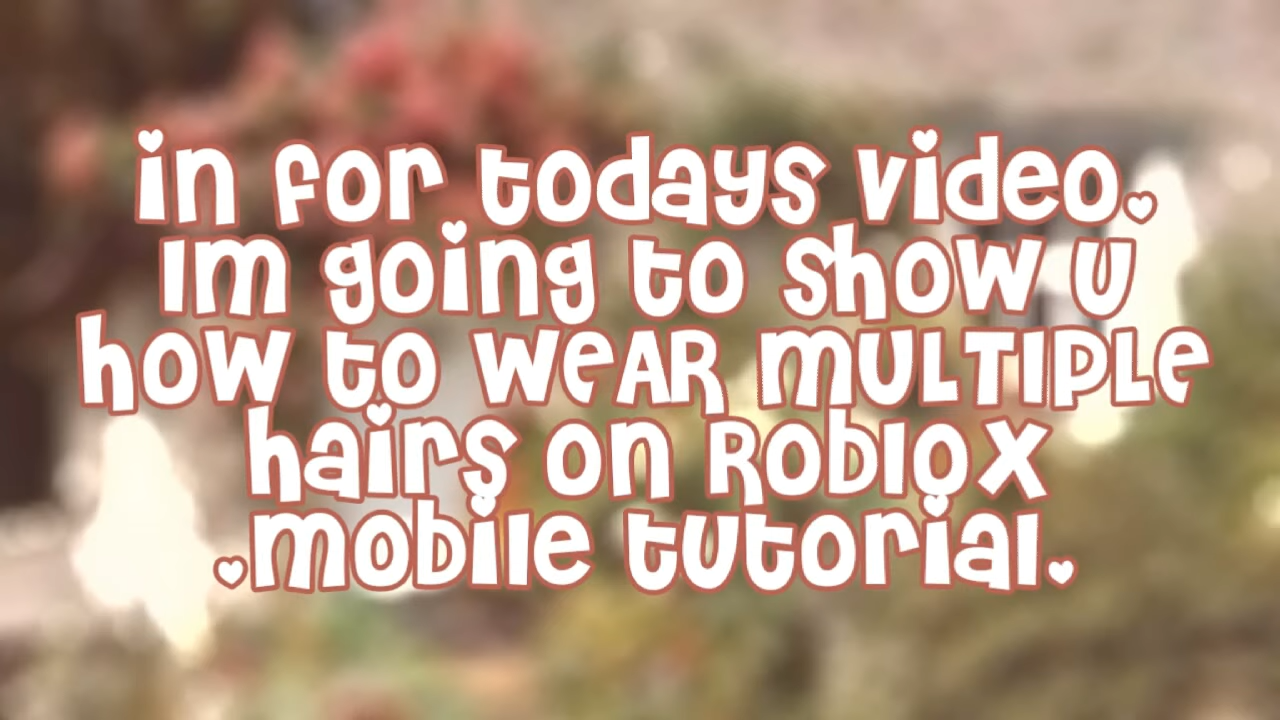 in for todays video.
Im going to show u
how to weAR mULTIPLe
hairs on Roblox
.mobile tutorial.